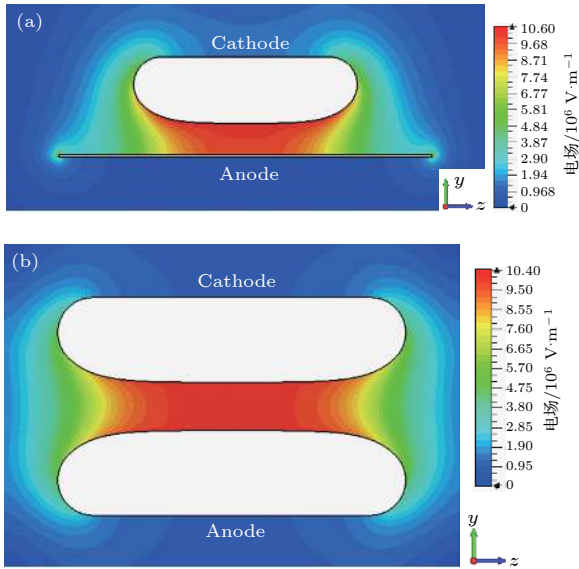 (a)
Cathode
Anode
10.60
9.68
8.71
7.74
6.77
5.81
4.84
3.87
2.90
1.94
0.968
0
电场/10⁶ V·m⁻¹
y
z
(b)
Cathode
Anode
10.40
9.50
8.55
7.60
6.65
5.70
4.75
3.80
2.85
1.90
0.95
0
电场/10⁶ V·m⁻¹
y
z